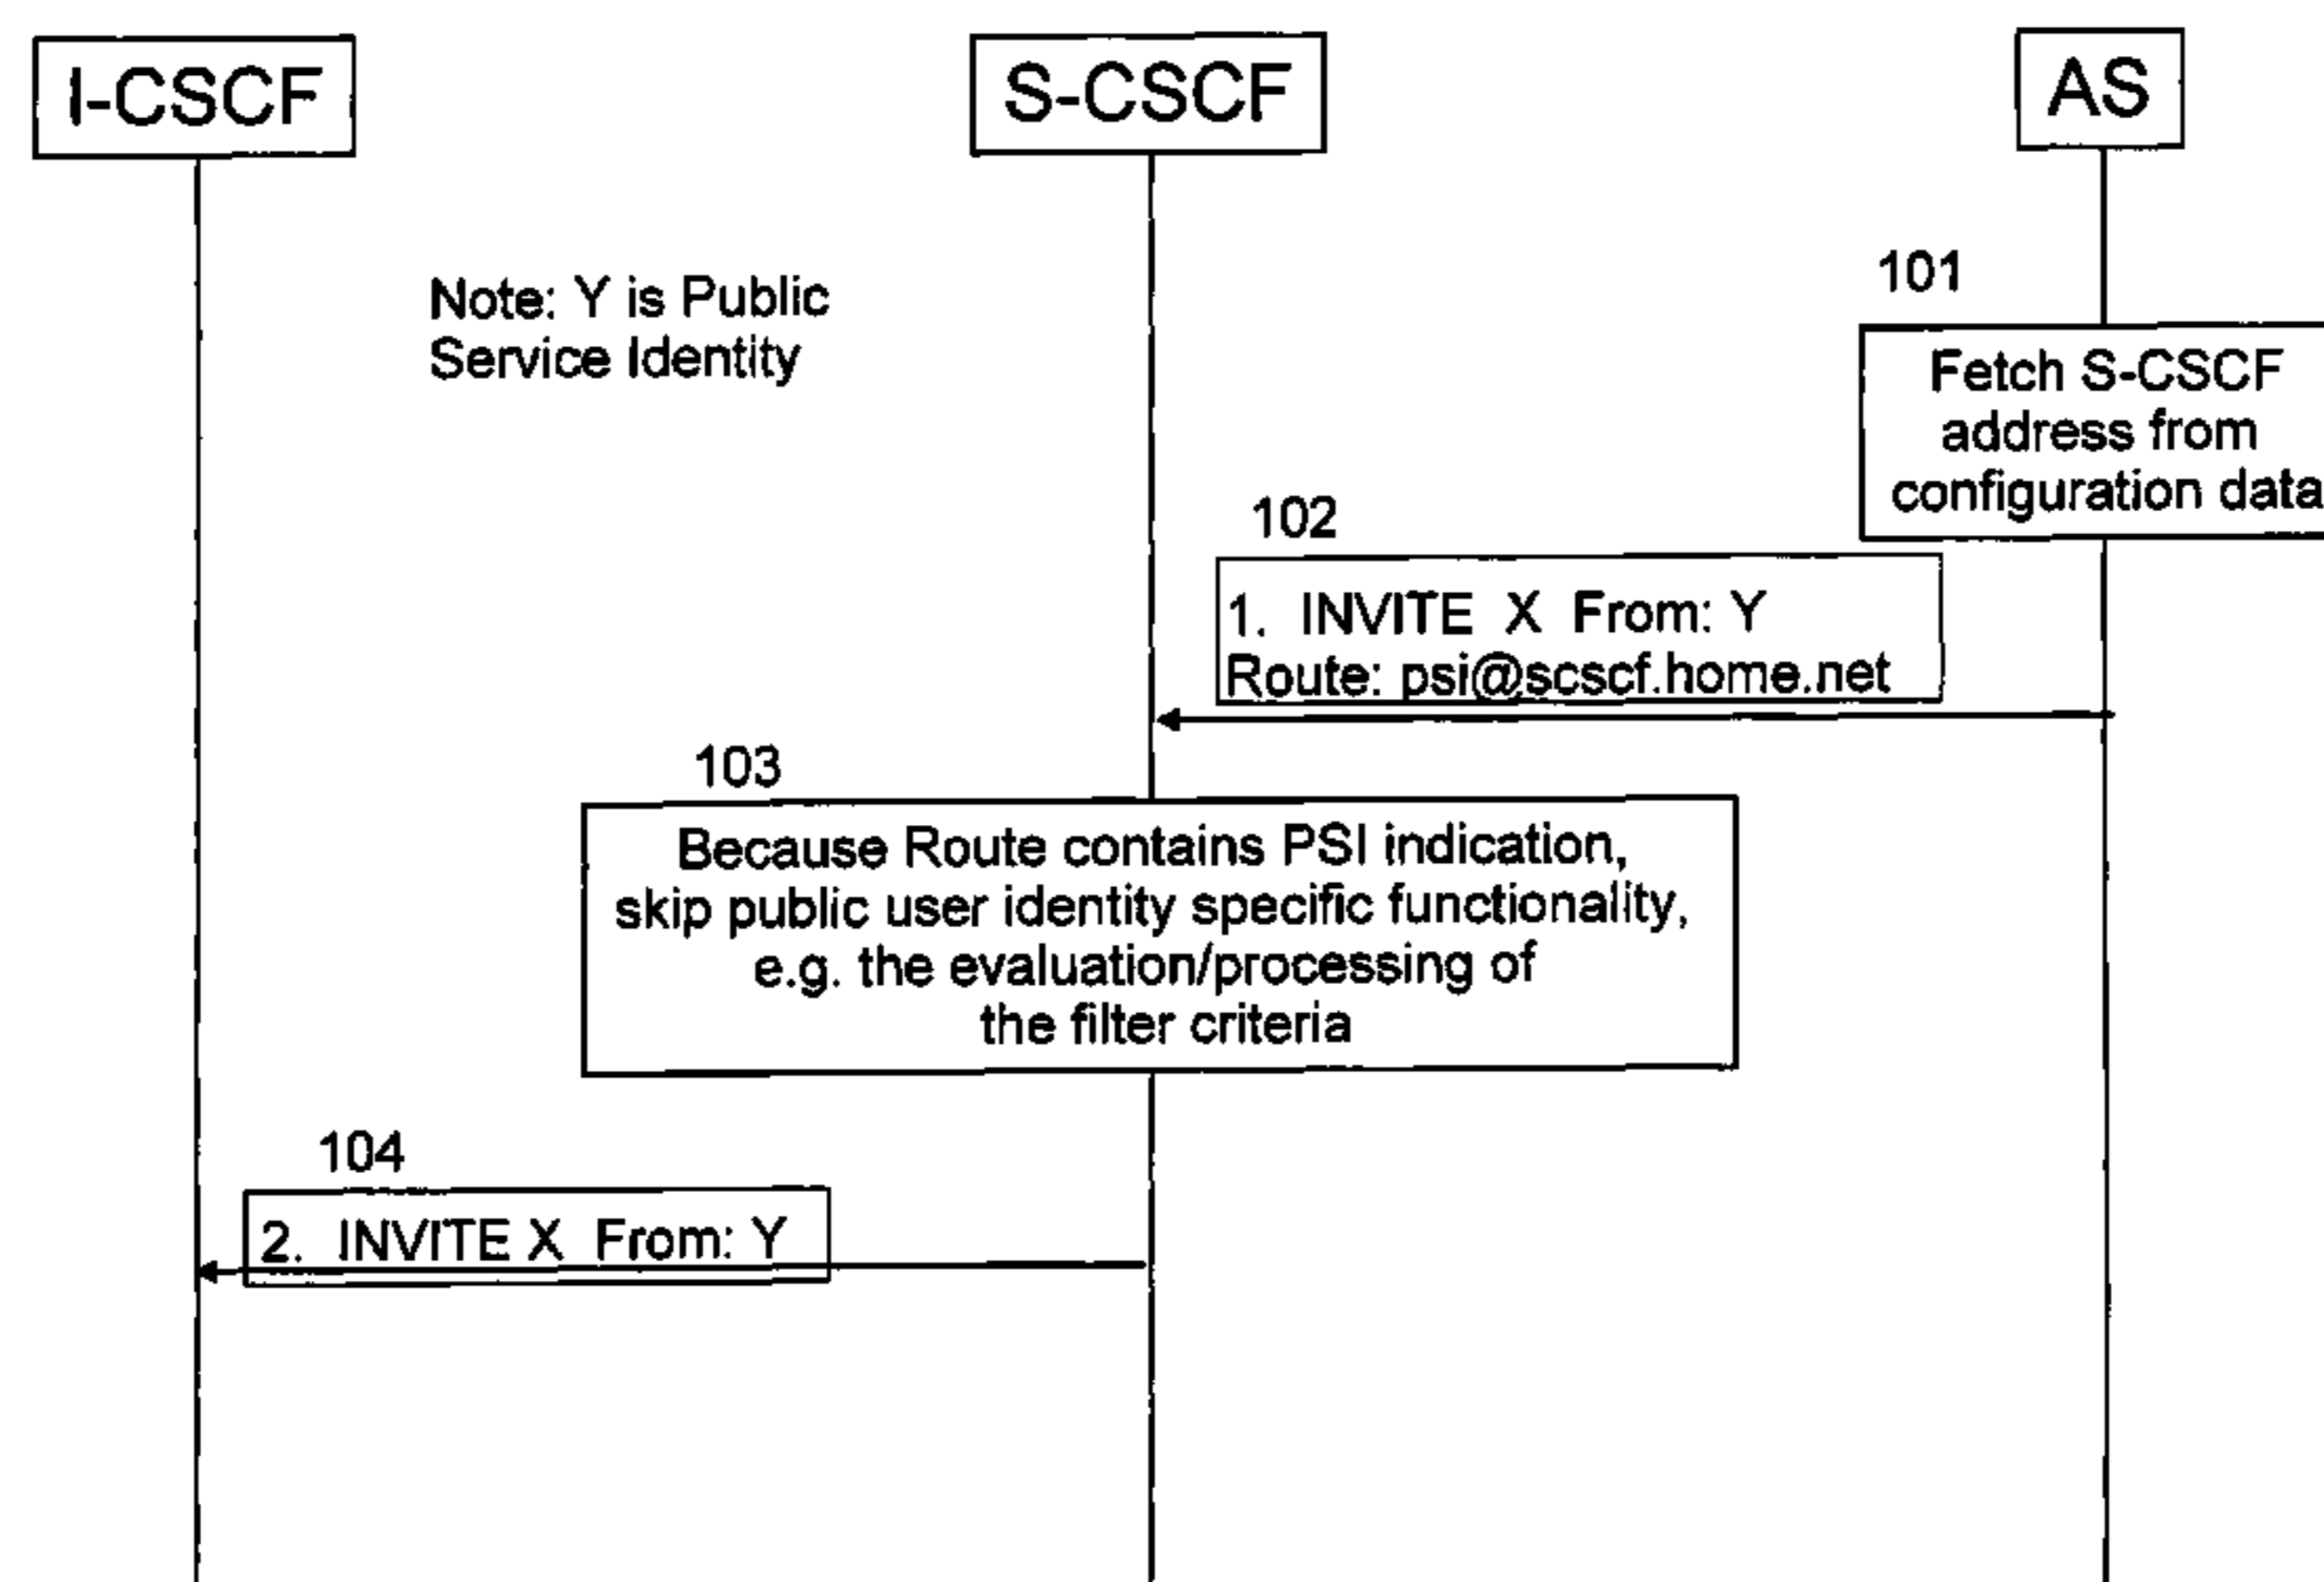 I-CSCF
S-CSCF
AS
Note: Y is Public
Service Identity
101
Fetch S-CSCF
address from
configuration data
102
1. INVITE X From: Y
Route: psi@scscf.home.net
103
Because Route contains PSI indication,
skip public user identity specific functionality,
e.g. the evaluation/processing of
the filter criteria
104
2. INVITE X From: Y